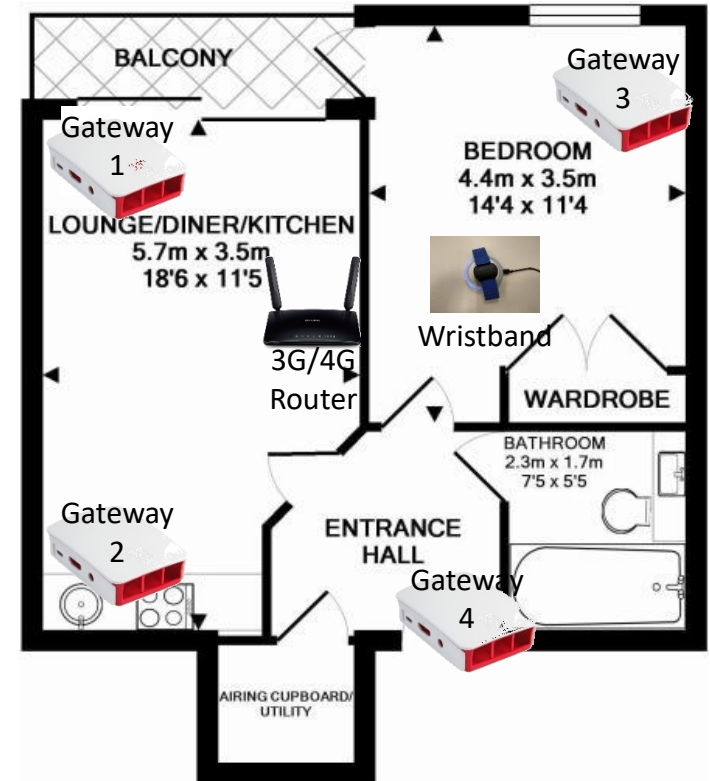 BALCONY
Gateway
3
Gateway
1
BEDROOM
4.4m x 3.5m
14'4 x 11'4
LOUNGE/DINER/KITCHEN
5.7m x 3.5m
18'6 x 11'5
Wristband
3G/4G
Router
WARDROBE
BATHROOM
2.3m x 1.7m
7'5 x 5'5
Gateway
2
ENTRANCE
HALL
Gateway
4
AIRING CUPBOARD/
UTILITY